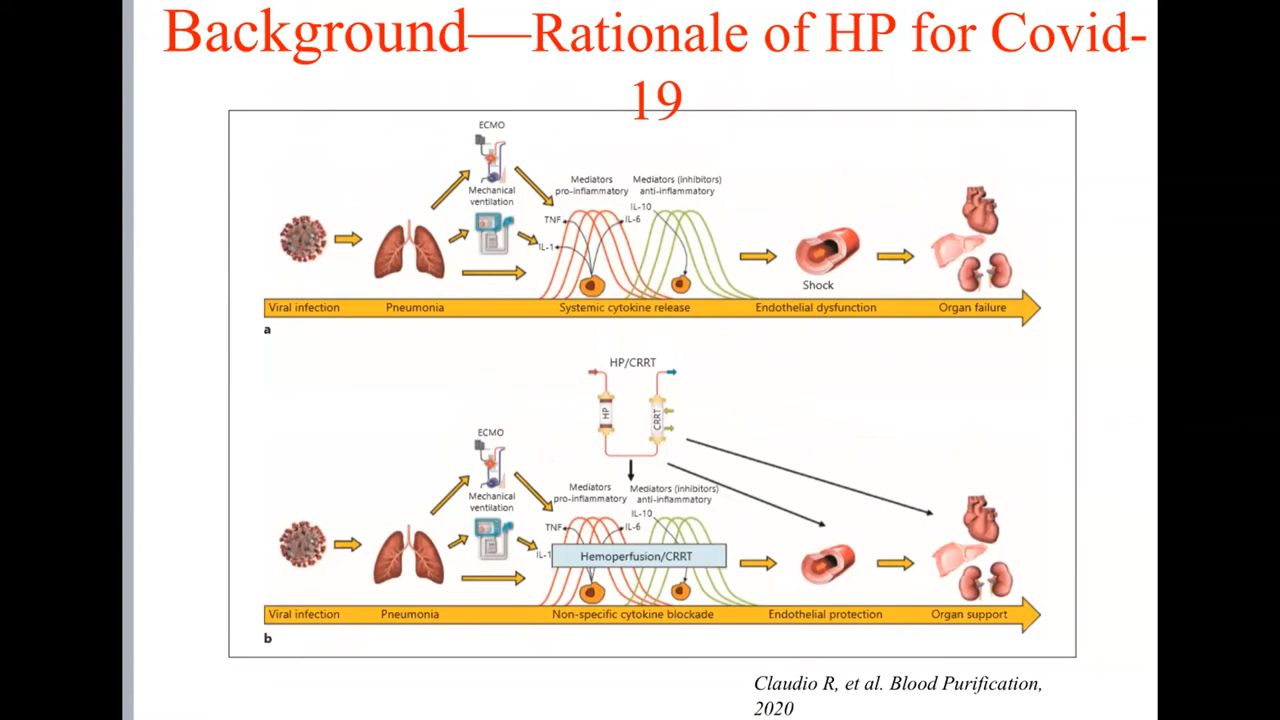 Background—Rationale of HP for Covid-
19
ECMO
Mechanical
ventilation
Mediators
pro-inflammatory
Mediators (inhibitors)
anti-inflammatory
IL-10
TNF
IL-6
IL-1
Shock
Viral infection
Pneumonia
Systemic cytokine release
Endothelial dysfunction
Organ failure
a
HP/CRRT
HP
CRRT
ECMO
Mechanical
ventilation
Mediators
pro-inflammatory
Mediators (inhibitors)
anti-inflammatory
IL-10
TNF
IL-6
IL-1
Hemoperfusion/CRRT
Viral infection
Pneumonia
Non-specific cytokine blockade
Endothelial protection
Organ support
b
Claudio R, et al. Blood Purification,
2020